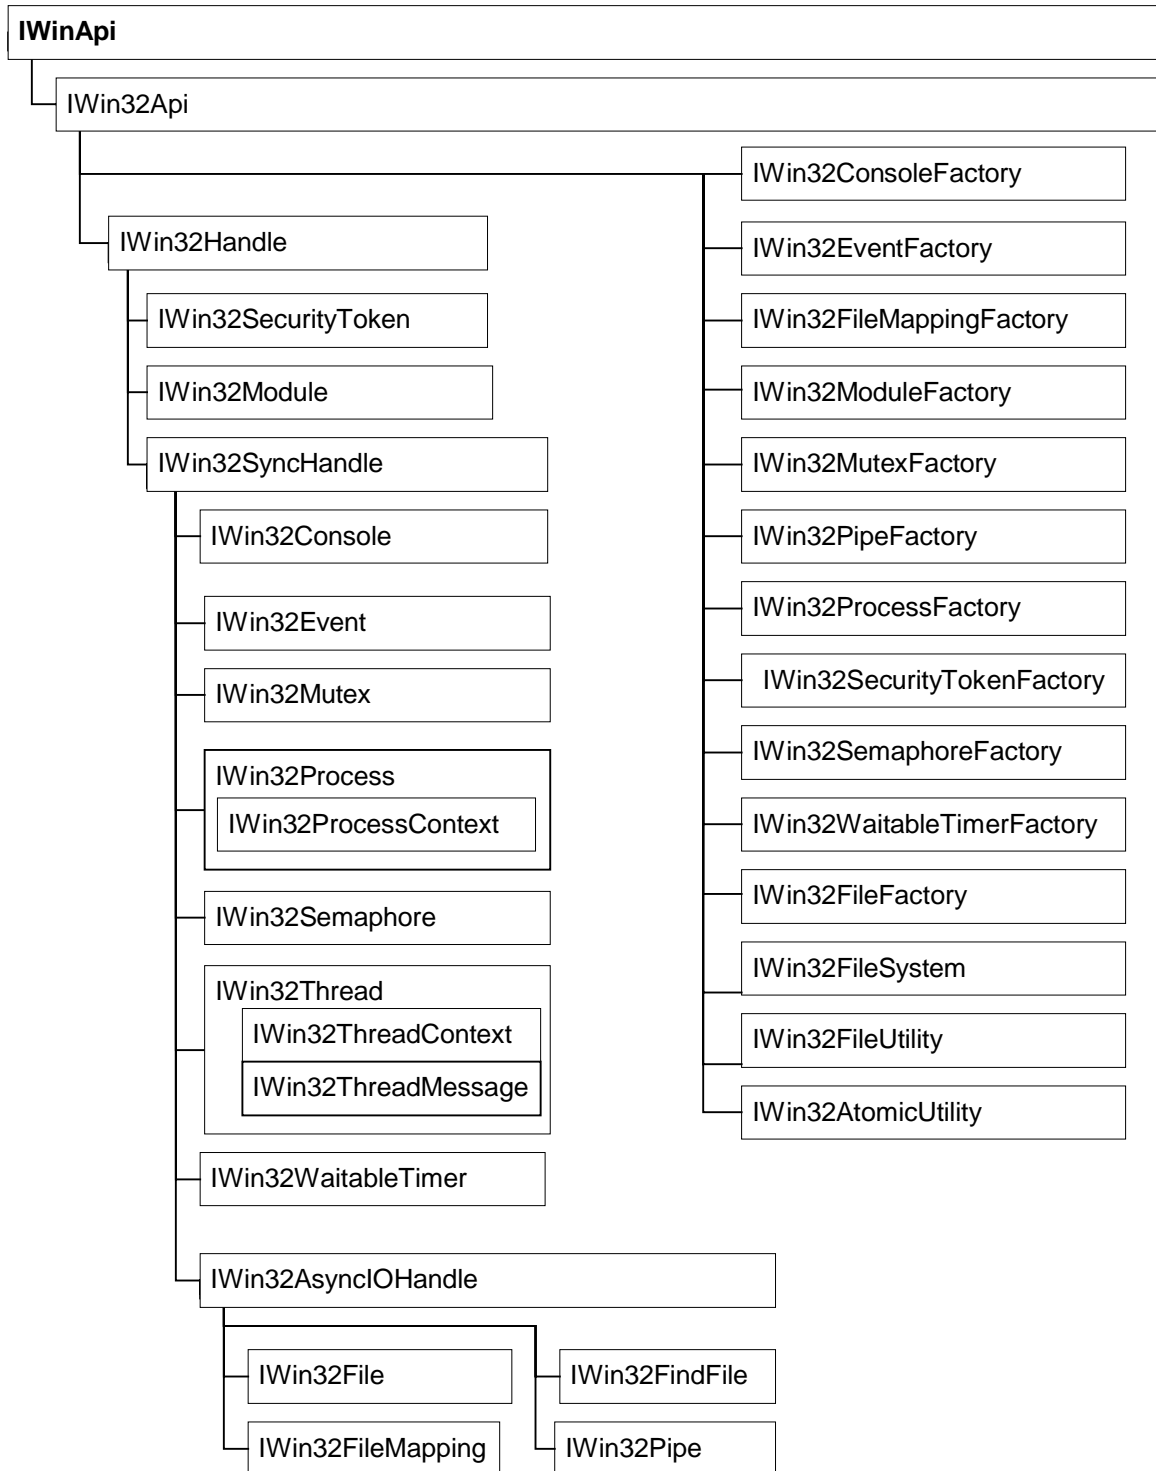 IWinApi
IWin32Api
IWin32Handle
IWin32SecurityToken
IWin32Module
IWin32SyncHandle
IWin32Console
IWin32Event
IWin32Mutex
IWin32Process
IWin32ProcessContext
IWin32Semaphore
IWin32Thread
IWin32ThreadContext
IWin32ThreadMessage
IWin32WaitableTimer
IWin32AsyncIOHandle
IWin32File
IWin32FindFile
IWin32FileMapping
IWin32Pipe
IWin32ConsoleFactory
IWin32EventFactory
IWin32FileMappingFactory
IWin32ModuleFactory
IWin32MutexFactory
IWin32PipeFactory
IWin32ProcessFactory
IWin32SecurityTokenFactory
IWin32SemaphoreFactory
IWin32WaitableTimerFactory
IWin32FileFactory
IWin32FileSystem
IWin32FileUtility
IWin32AtomicUtility